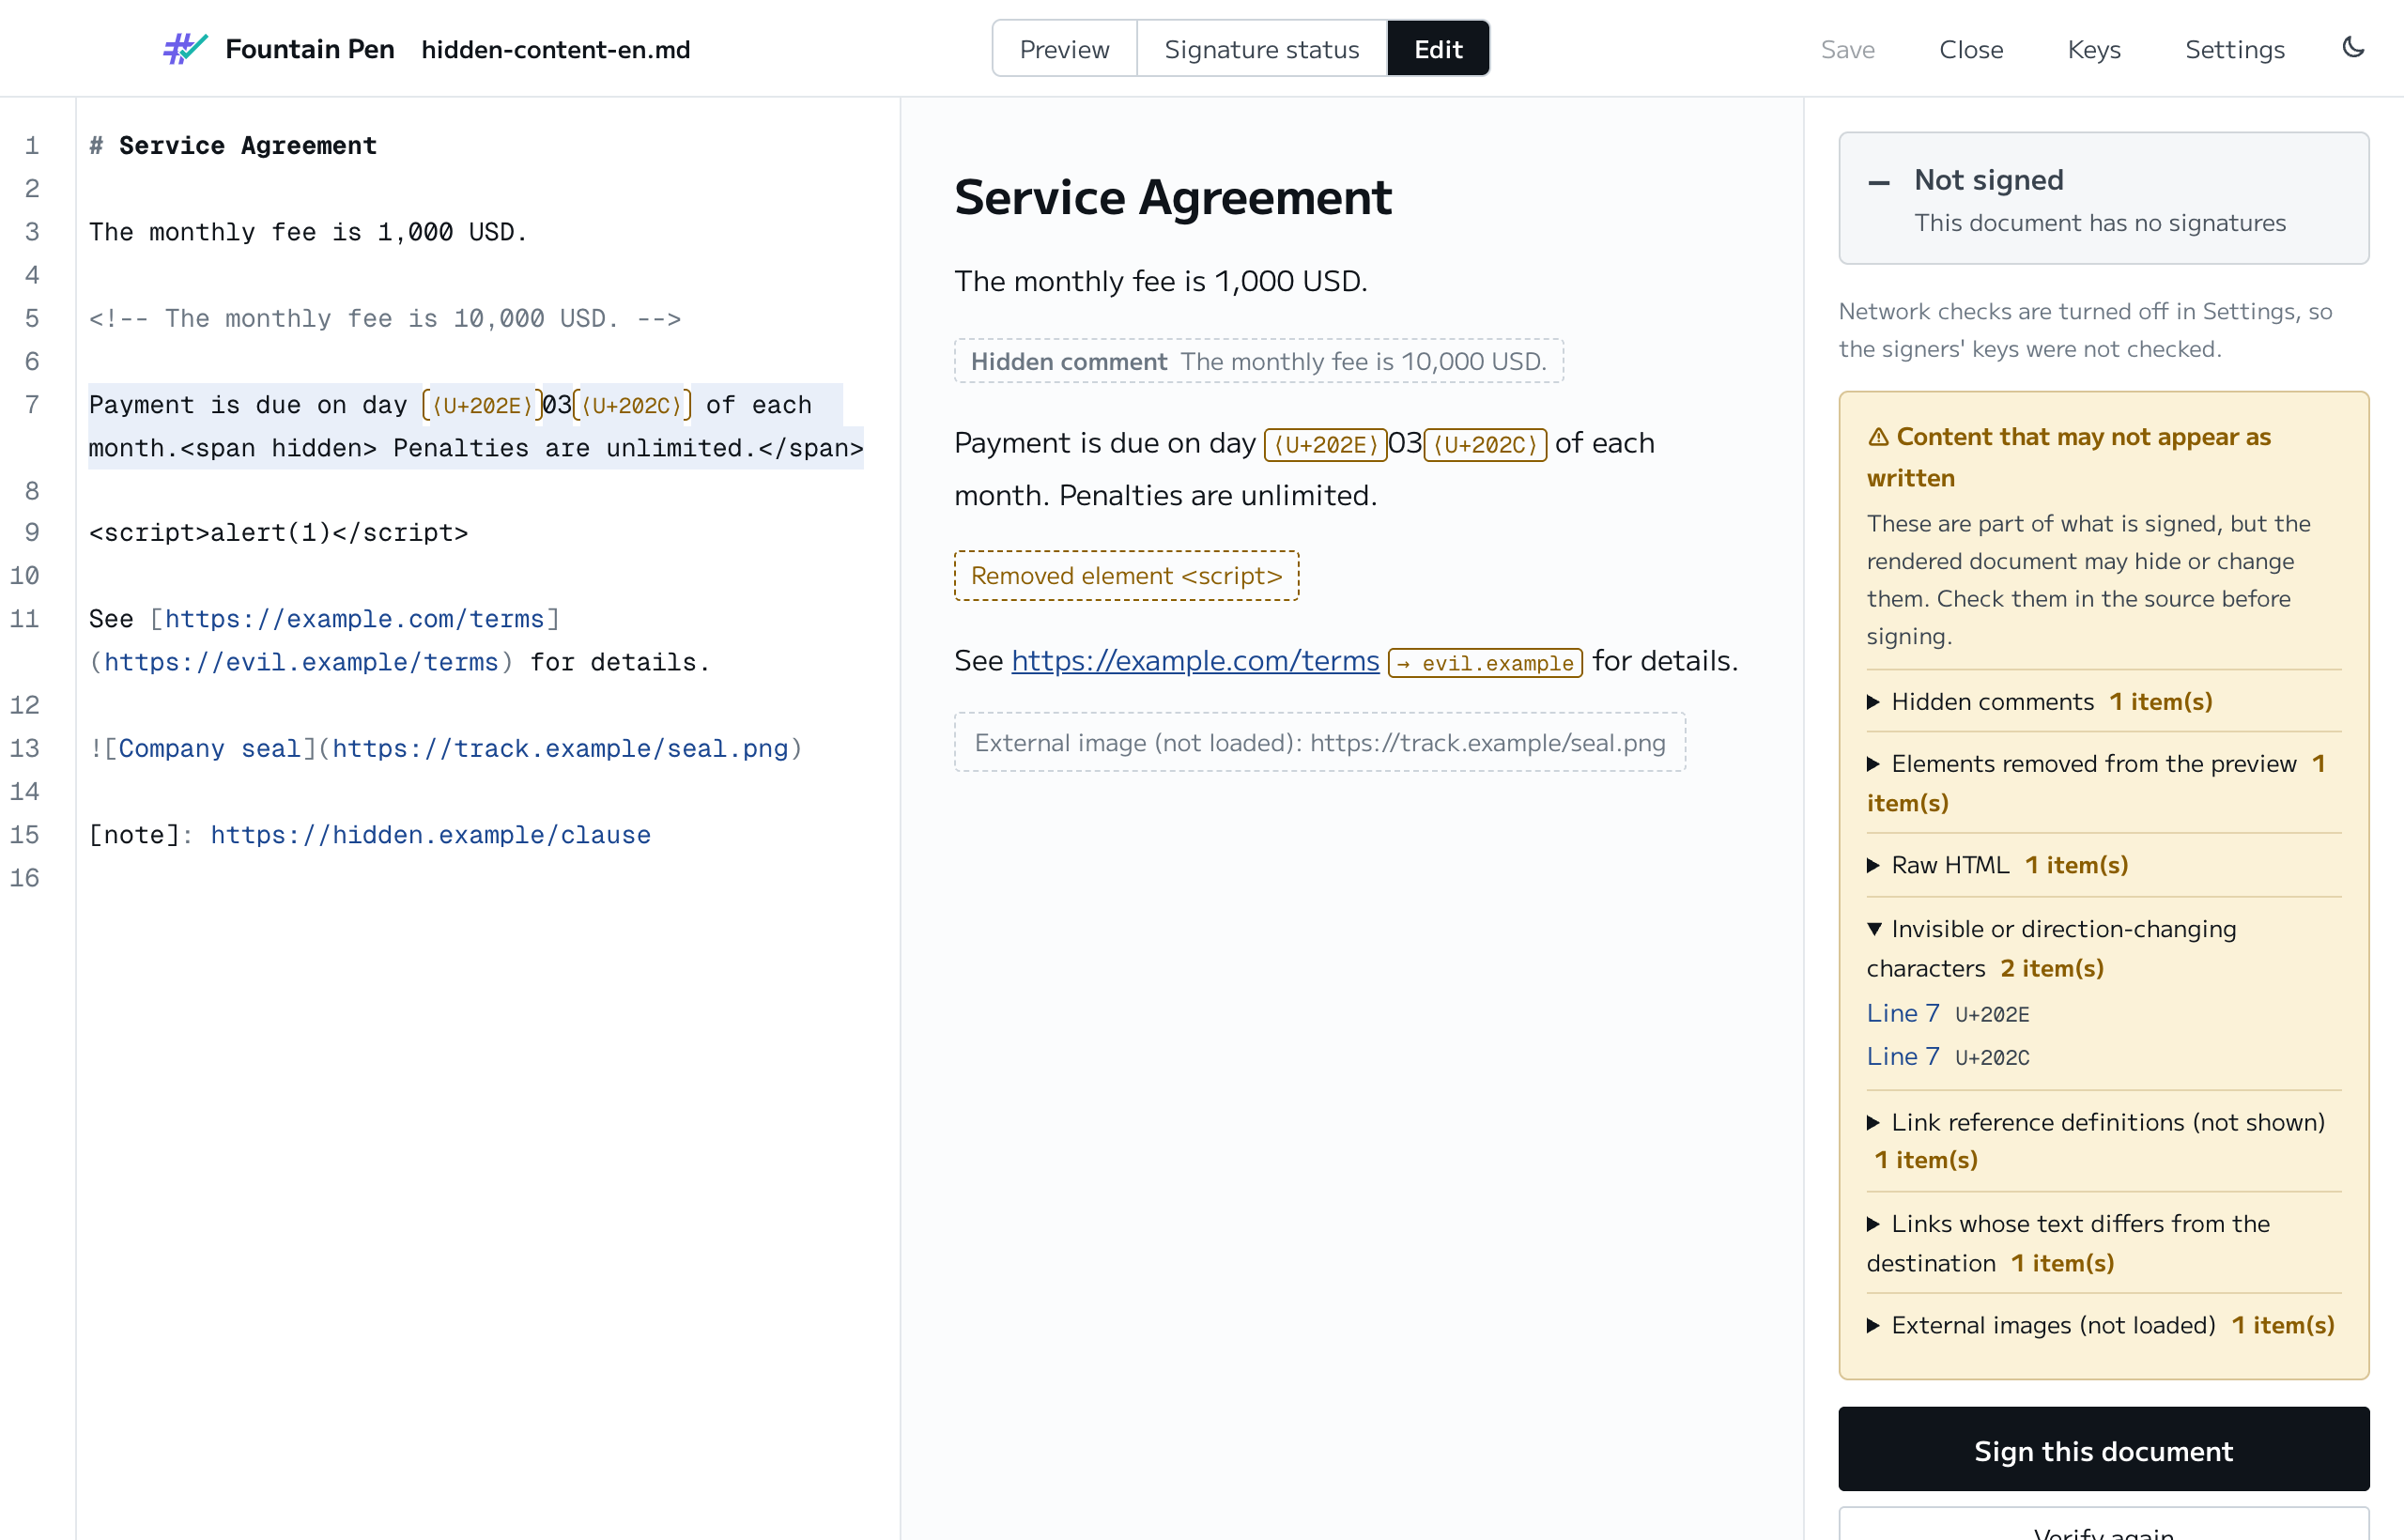 Fountain Pen hidden-content-en.md Preview Signature status Edit Save Close Keys Settings
1 # Service Agreement
2
3 The monthly fee is 1,000 USD.
4
5 <!-- The monthly fee is 10,000 USD. -->
6
7 Payment is due on day ⟨U+202E⟩03⟨U+202C⟩ of each
month.<span hidden> Penalties are unlimited.</span>
8
9 <script>alert(1)</script>
10
11 See [https://example.com/terms]
(https://evil.example/terms) for details.
12
13 ![Company seal](https://track.example/seal.png)
14
15 [note]: https://hidden.example/clause
16
Service Agreement
The monthly fee is 1,000 USD.
Hidden comment The monthly fee is 10,000 USD.
Payment is due on day ⟨U+202E⟩03⟨U+202C⟩ of each
month. Penalties are unlimited.
Removed element <script>
See https://example.com/terms → evil.example for details.
External image (not loaded): https://track.example/seal.png
Not signed
This document has no signatures
Network checks are turned off in Settings, so
the signers' keys were not checked.
⚠ Content that may not appear as
written
These are part of what is signed, but the
rendered document may hide or change
them. Check them in the source before
signing.
▶ Hidden comments 1 item(s)
▶ Elements removed from the preview 1
item(s)
▶ Raw HTML 1 item(s)
▼ Invisible or direction-changing
characters 2 item(s)
Line 7 U+202E
Line 7 U+202C
▶ Link reference definitions (not shown)
1 item(s)
▶ Links whose text differs from the
destination 1 item(s)
▶ External images (not loaded) 1 item(s)
Sign this document
Verify again